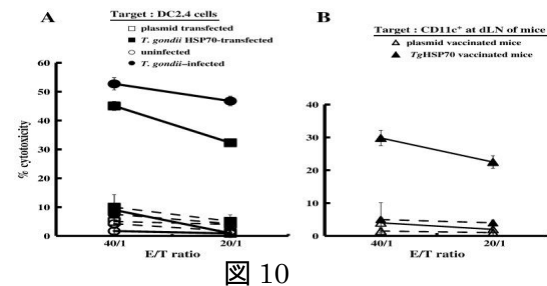 A
Target : DC2.4 cells
plasmid transfected
T. gondii HSP70-transfected
uninfected
T. gondii–infected
% cytotoxicity
60
50
40
30
20
10
0
40/1
20/1
E/T ratio
B
Target : CD11c⁺ at dLN of mice
plasmid vaccinated mice
TgHSP70 vaccinated mice
40
30
20
10
0
40/1
20/1
E/T ratio
図 10